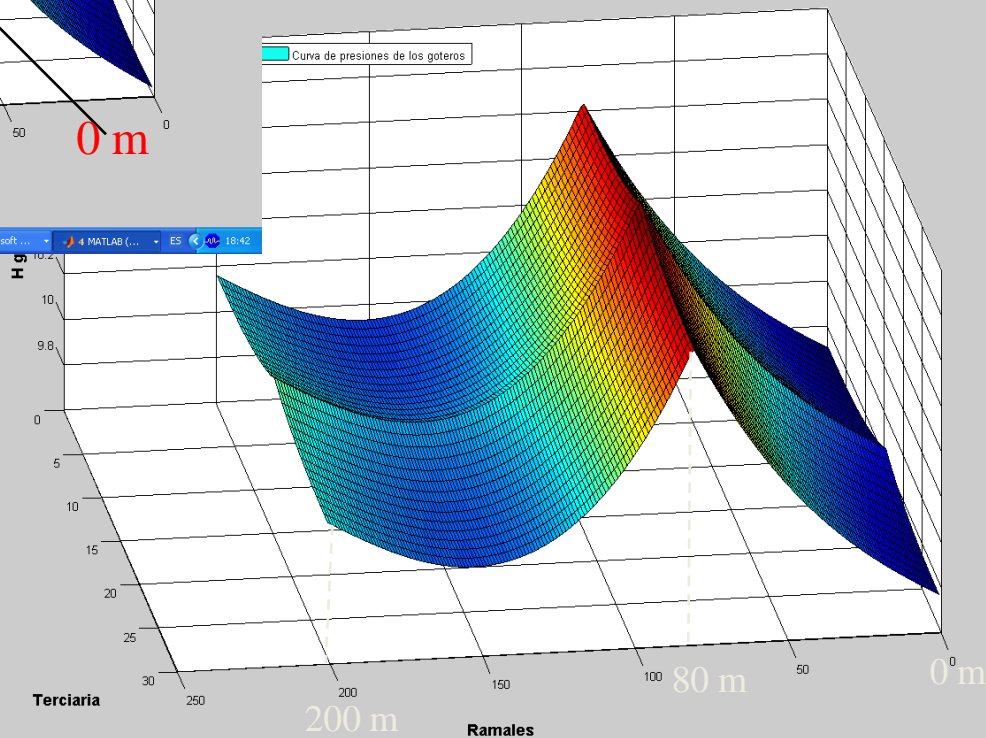 50
0
0 m
soft ...
4 MATLAB (...
ES
18:42
Curva de presiones de los goteros
H g
10.2
10
9.8
0
5
10
15
20
25
30
250
200
150
100
50
0
Terciaria
Ramales
200 m
80 m
0 m